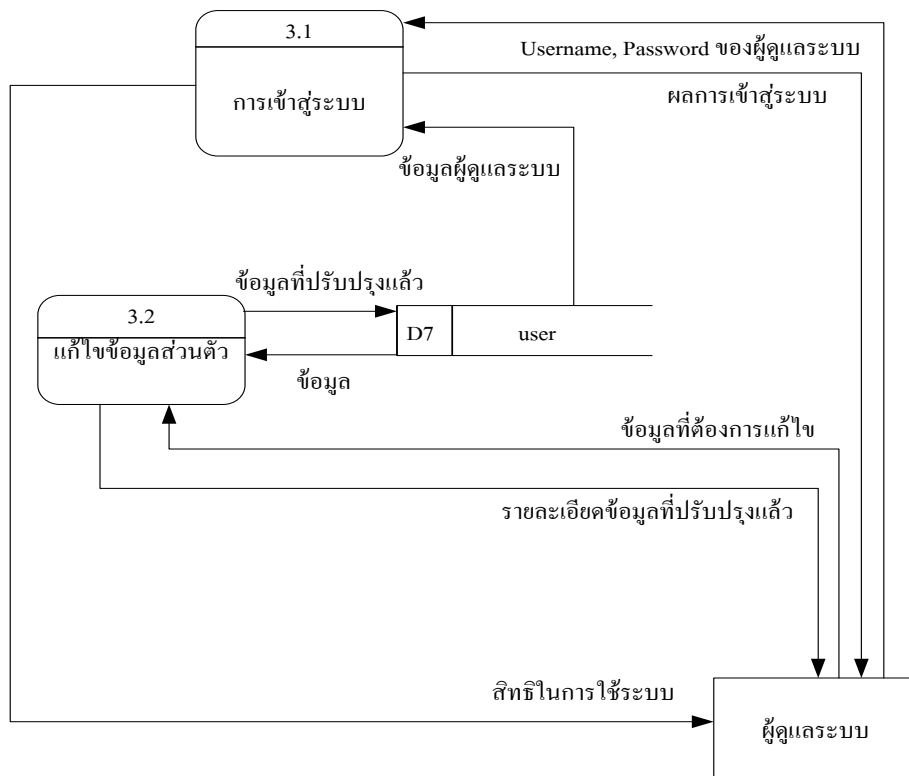 3.1
Username, Password ของผู้ดูแลระบบ
การเข้าสู่ระบบ
ผลการเข้าสู่ระบบ
ข้อมูลผู้ดูแลระบบ
ข้อมูลที่ปรับปรุงแล้ว
3.2
D7
user
แก้ไขข้อมูลส่วนตัว
ข้อมูล
ข้อมูลที่ต้องการแก้ไข
รายละเอียดข้อมูลที่ปรับปรุงแล้ว
สิทธิในการใช้ระบบ
ผู้ดูแลระบบ